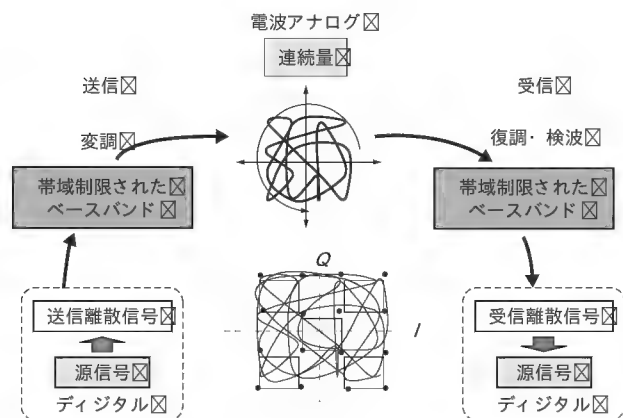 電波アナログ
連続量
送信
受信
変調
復調・検波
帯域制限された
ベースバンド
帯域制限された
ベースバンド
Q
I
送信離散信号
源信号
ディジタル
受信離散信号
源信号
ディジタル